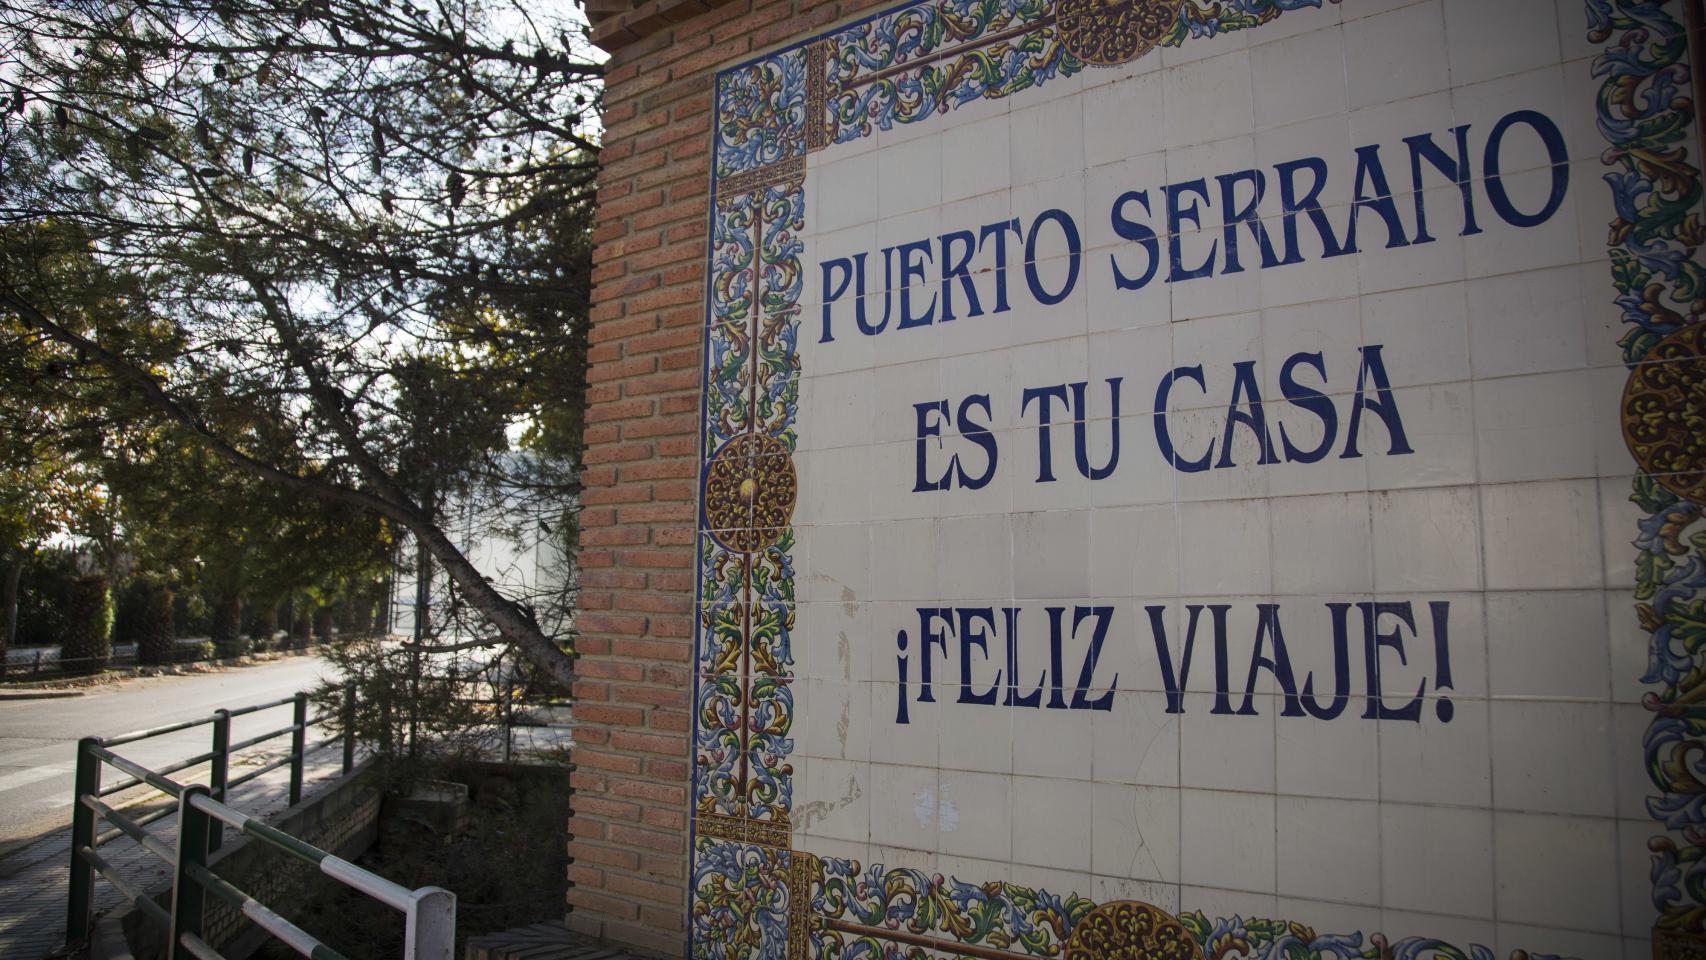 PUERTO SERRANO
ES TU CASA
¡FELIZ VIAJE!